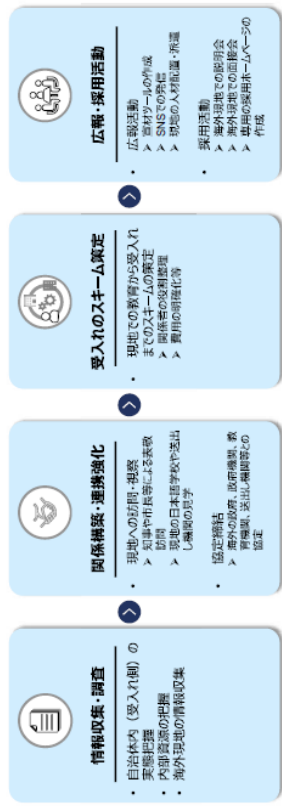 情報収集・調査
・自治体内（受入れ側）の
実態把握
・内部資源の把握
・海外現地の情報収集
関係構築・連携強化
・現地への訪問・視察
➤ 知事や市長等による表敬
訪問
➤ 現地の日本語学校や送出
し機関の見学
・協定締結
➤ 海外の政府、政府機関、教
育機関、送出し機関等との
協定
受入れのスキーム策定
・現地での教育から受入れ
までのスキームの策定
➤ 関係者の役割整理
➤ 費用の明確化等
広報・採用活動
・広報活動
➤ 宣材ツールの作成
➤ SNSでの発信
➤ 現地の人材配置・派遣
・採用活動
➤ 海外現地での説明会
➤ 海外現地での面接会
➤ 専用の採用ホームページの
作成